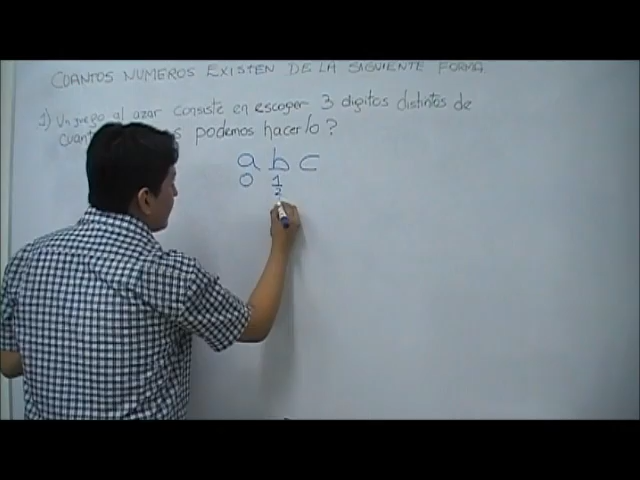 CUANTOS NUMEROS EXISTEN DE LA SIGUIENTE FORMA
1) Un juego al azar consiste en escoger 3 digitos distintos de
podemos hacerlo?
a b c
0 1
2